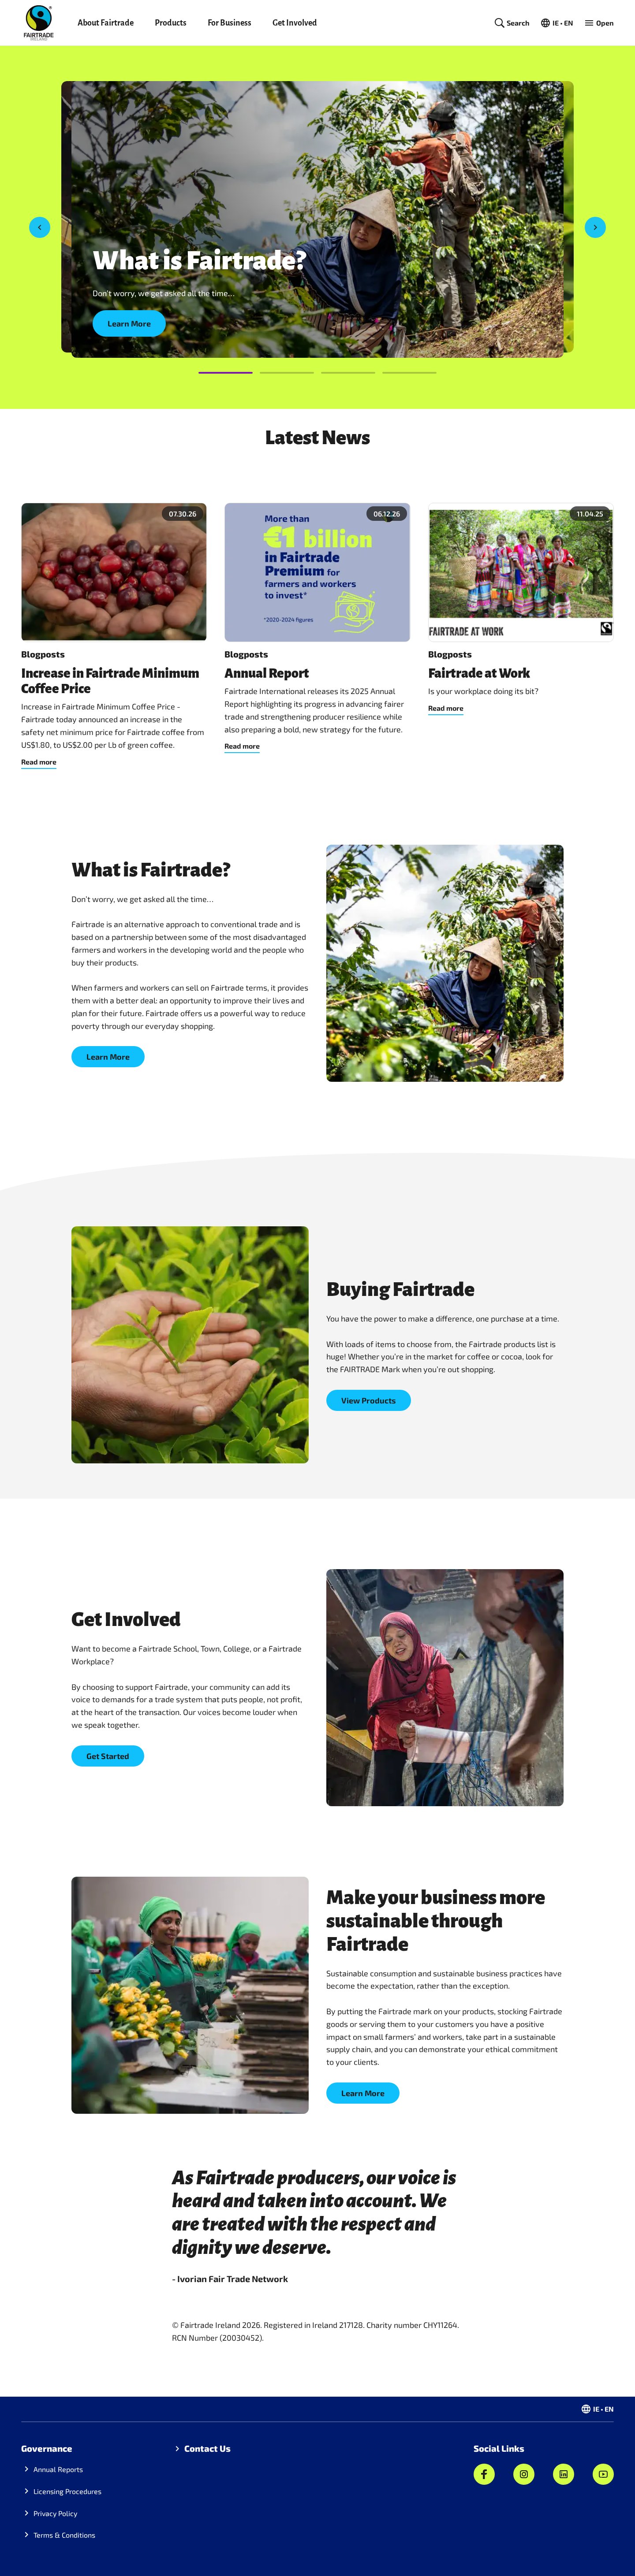 FAIRTRADE
IRELAND
About Fairtrade
Products
For Business
Get Involved
Search
IE • EN
Open
What is Fairtrade?
Don't worry, we get asked all the time…
Learn More
Latest News
07.30.26
Blogposts
Increase in Fairtrade Minimum
Coffee Price
Increase in Fairtrade Minimum Coffee Price -
Fairtrade today announced an increase in the
safety net minimum price for Fairtrade coffee from
US$1.80, to US$2.00 per Lb of green coffee.
Read more
06.12.26
More than
€1 billion
in Fairtrade
Premium for
farmers and workers
to invest*
*2020-2024 figures
Blogposts
Annual Report
Fairtrade International releases its 2025 Annual
Report highlighting its progress in advancing fairer
trade and strengthening producer resilience while
also preparing a bold, new strategy for the future.
Read more
11.04.25
FAIRTRADE AT WORK
Blogposts
Fairtrade at Work
Is your workplace doing its bit?
Read more
What is Fairtrade?
Don't worry, we get asked all the time…
Fairtrade is an alternative approach to conventional trade and is
based on a partnership between some of the most disadvantaged
farmers and workers in the developing world and the people who
buy their products.
When farmers and workers can sell on Fairtrade terms, it provides
them with a better deal: an opportunity to improve their lives and
plan for their future. Fairtrade offers us a powerful way to reduce
poverty through our everyday shopping.
Learn More
Buying Fairtrade
You have the power to make a difference, one purchase at a time.
With loads of items to choose from, the Fairtrade products list is
huge! Whether you're in the market for coffee or cocoa, look for
the FAIRTRADE Mark when you're out shopping.
View Products
Get Involved
Want to become a Fairtrade School, Town, College, or a Fairtrade
Workplace?
By choosing to support Fairtrade, your community can add its
voice to demands for a trade system that puts people, not profit,
at the heart of the transaction. Our voices become louder when
we speak together.
Get Started
Make your business more
sustainable through
Fairtrade
Sustainable consumption and sustainable business practices have
become the expectation, rather than the exception.
By putting the Fairtrade mark on your products, stocking Fairtrade
goods or serving them to your customers you have a positive
impact on small farmers' and workers, take part in a sustainable
supply chain, and you can demonstrate your ethical commitment
to your clients.
Learn More
As Fairtrade producers, our voice is
heard and taken into account. We
are treated with the respect and
dignity we deserve.
- Ivorian Fair Trade Network
© Fairtrade Ireland 2026. Registered in Ireland 217128. Charity number CHY11264.
RCN Number (20030452).
IE • EN
Governance
Annual Reports
Licensing Procedures
Privacy Policy
Terms & Conditions
Contact Us
Social Links